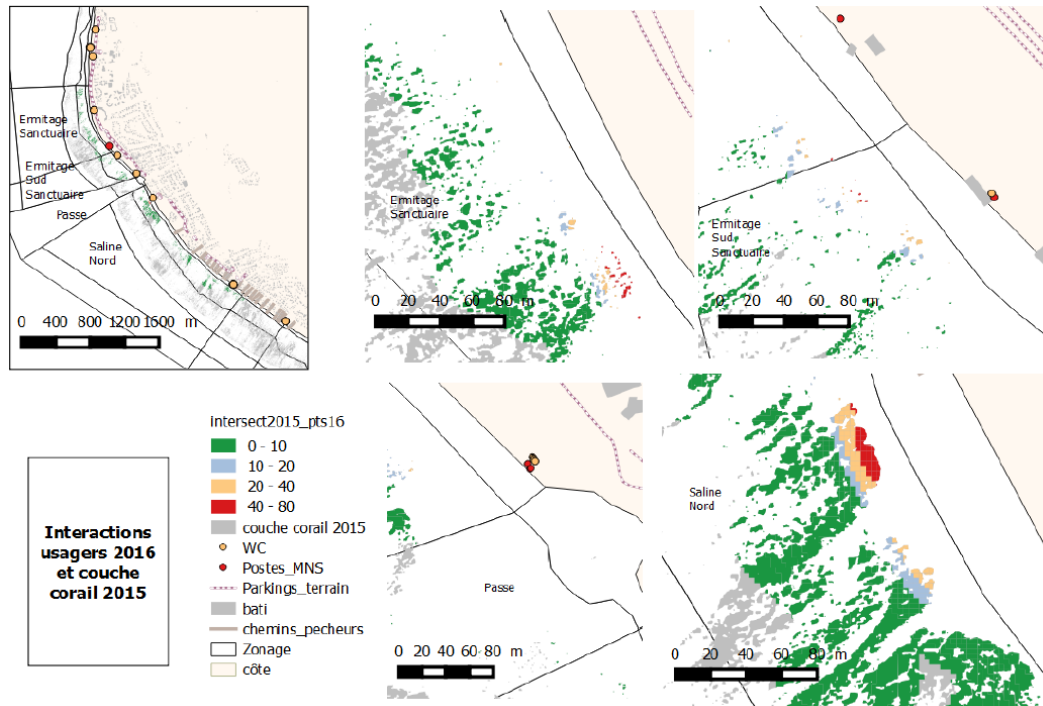 Ermitage
Sanctuaire
Ermitage
Sud
Sanctuaire
Passe
Saline
Nord
0 400 800 1200 1600 m
Ermitage
Sanctuaire
0 20 40 60 80 m
Ermitage
Sud
Sanctuaire
0 20 40 60 80 m
Interactions
usagers 2016
et couche
corail 2015
intersect2015_pts16
0 - 10
10 - 20
20 - 40
40 - 80
couche corail 2015
WC
Postes_MNS
Parkings_terrain
bati
chemins_pecheurs
Zonage
côte
Passe
0 20 40 60 80 m
Saline
Nord
0 20 40 60 80 m